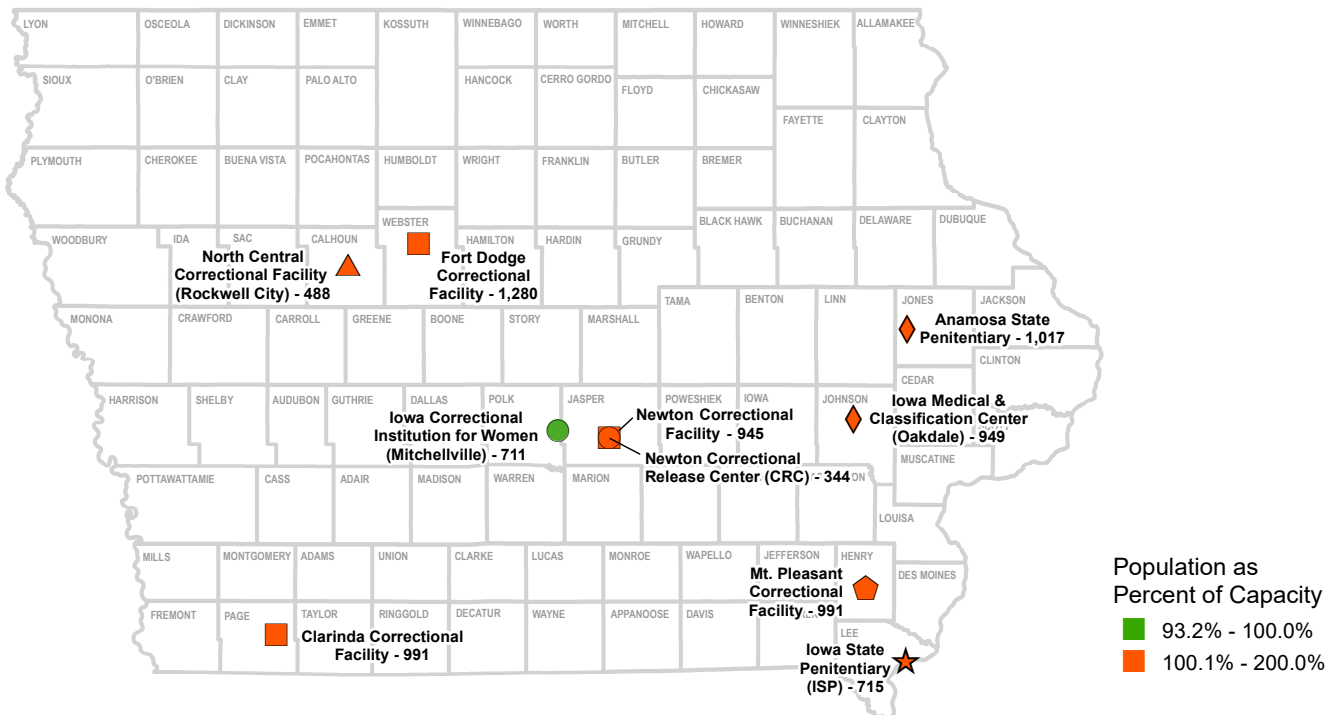 LYON
OSCEOLA
DICKINSON
EMMET
KOSSUTH
WINNEBAGO
WORTH
MITCHELL
HOWARD
WINNESHIEK
ALLAMAKEE
SIOUX
O'BRIEN
CLAY
PALO ALTO
HANCOCK
CERRO GORDO
FLOYD
CHICKASAW
FAYETTE
CLAYTON
PLYMOUTH
CHEROKEE
BUENA VISTA
POCAHONTAS
HUMBOLDT
WRIGHT
FRANKLIN
BUTLER
BREMER
WEBSTER
BLACK HAWK
BUCHANAN
DELAWARE
DUBUQUE
WOODBURY
IDA
SAC
CALHOUN
HAMILTON
HARDIN
GRUNDY
North Central
Correctional Facility
(Rockwell City) - 488
Fort Dodge
Correctional
Facility - 1,280
TAMA
BENTON
LINN
JONES
JACKSON
Anamosa State
Penitentiary - 1,017
MONONA
CRAWFORD
CARROLL
GREENE
BOONE
STORY
MARSHALL
CLINTON
CEDAR
HARRISON
SHELBY
AUDUBON
GUTHRIE
DALLAS
POLK
JASPER
POWESHIEK
IOWA
JOHNSON
Iowa Correctional
Institution for Women
(Mitchellville) - 711
Newton Correctional
Facility - 945
Newton Correctional
Release Center (CRC) - 344
Iowa Medical &
Classification Center
(Oakdale) - 949
MUSCATINE
POTTAWATTAMIE
CASS
ADAIR
MADISON
WARREN
MARION
LOUISA
MILLS
MONTGOMERY
ADAMS
UNION
CLARKE
LUCAS
MONROE
WAPELLO
JEFFERSON
HENRY
DES MOINES
Mt. Pleasant
Correctional
Facility - 991
FREMONT
PAGE
TAYLOR
RINGGOLD
DECATUR
WAYNE
APPANOOSE
DAVIS
LEE
Clarinda Correctional
Facility - 991
Iowa State
Penitentiary
(ISP) - 715
Population as
Percent of Capacity
93.2% - 100.0%
100.1% - 200.0%